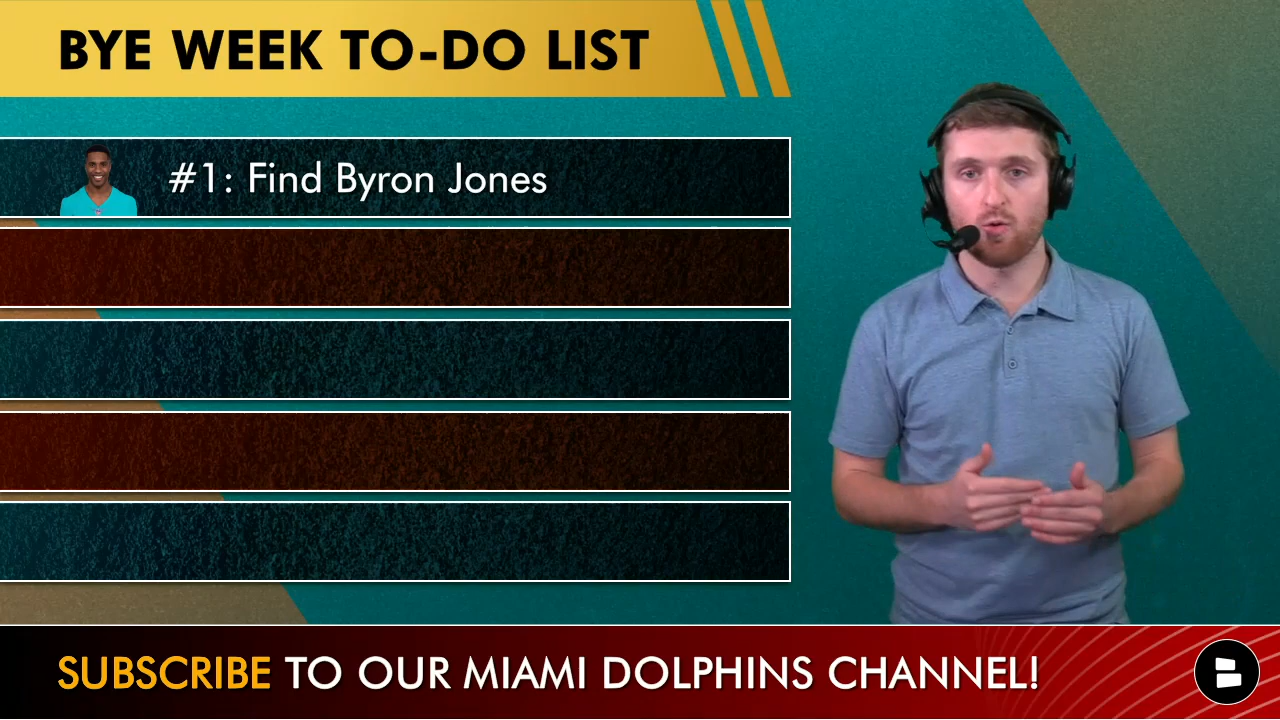 BYE WEEK TO-DO LIST
#1: Find Byron Jones
SUBSCRIBE TO OUR MIAMI DOLPHINS CHANNEL!